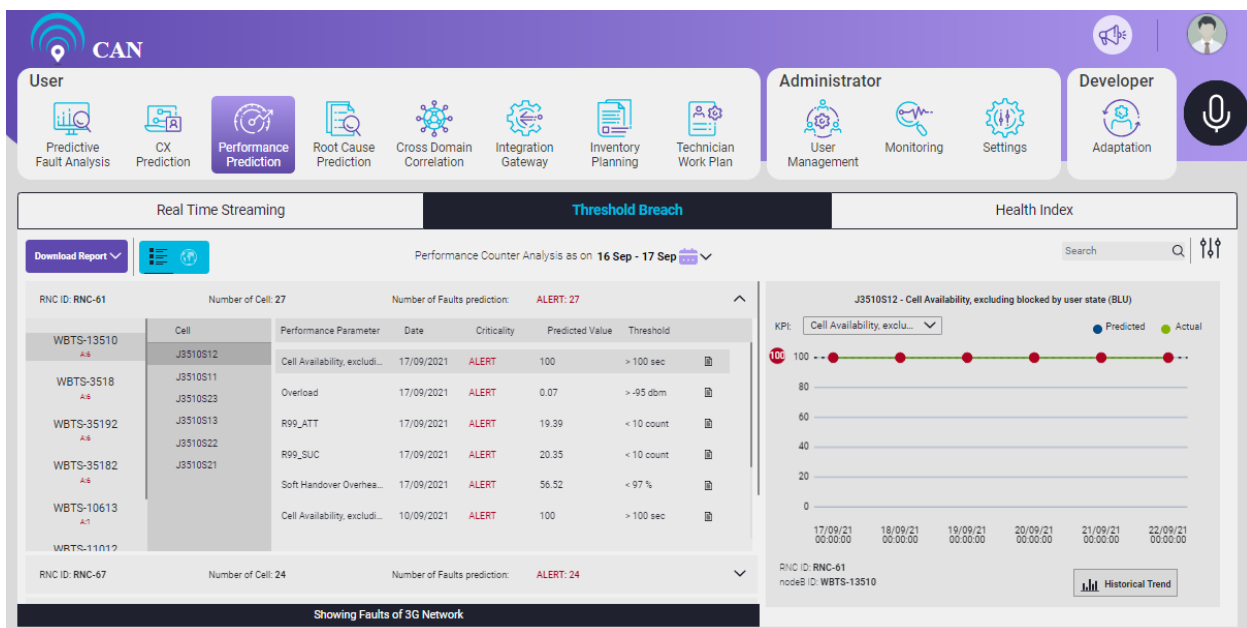 CAN
User
Administrator
Developer
Predictive
Fault Analysis
CX
Prediction
Performance
Prediction
Root Cause
Prediction
Cross Domain
Correlation
Integration
Gateway
Inventory
Planning
Technician
Work Plan
User
Management
Monitoring
Settings
Adaptation
Real Time Streaming
Threshold Breach
Health Index
Download Report
Performance Counter Analysis as on 16 Sep - 17 Sep
Search
RNC ID: RNC-61 Number of Cell: 27 Number of Faults prediction: ALERT: 27
WBTS-13510
A:6
WBTS-3518
A:6
WBTS-35192
A:6
WBTS-35182
A:6
WBTS-10613
A:1
WBTS-11012
Cell
J3510S12
J3510S11
J3510S23
J3510S13
J3510S22
J3510S21
Performance Parameter Date Criticality Predicted Value Threshold
Cell Availability, excludi... 17/09/2021 ALERT 100 > 100 sec
Overload 17/09/2021 ALERT 0.07 > -95 dbm
R99_ATT 17/09/2021 ALERT 19.39 < 10 count
R99_SUC 17/09/2021 ALERT 20.35 < 10 count
Soft Handover Overhea... 17/09/2021 ALERT 56.52 < 97 %
Cell Availability, excludi... 10/09/2021 ALERT 100 > 100 sec
RNC ID: RNC-67 Number of Cell: 24 Number of Faults prediction: ALERT: 24
Showing Faults of 3G Network
J3510S12 - Cell Availability, excluding blocked by user state (BLU)
KPI: Cell Availability, exclu...
Predicted Actual
100 100
80
60
40
20
0
17/09/21 18/09/21 19/09/21 20/09/21 21/09/21 22/09/21
00:00:00 00:00:00 00:00:00 00:00:00 00:00:00 00:00:00
RNC ID: RNC-61
nodeB ID: WBTS-13510
Historical Trend